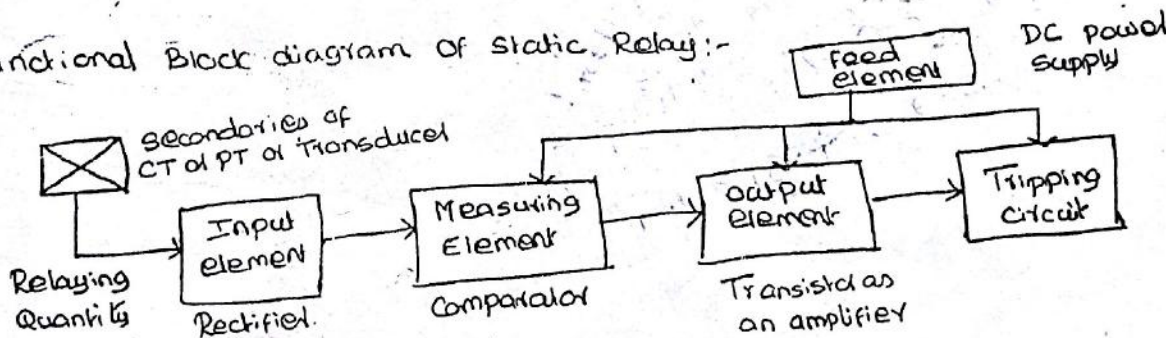 nctional Block diagram of static Relay:-
Feed
element
DC power
supply
secondaries of
CT or PT or Transducer
Input
element
Measuring
Element
output
element
Tripping
circuit
Relaying
Quantity
Rectifier.
Comparator
Transistor as
an amplifier